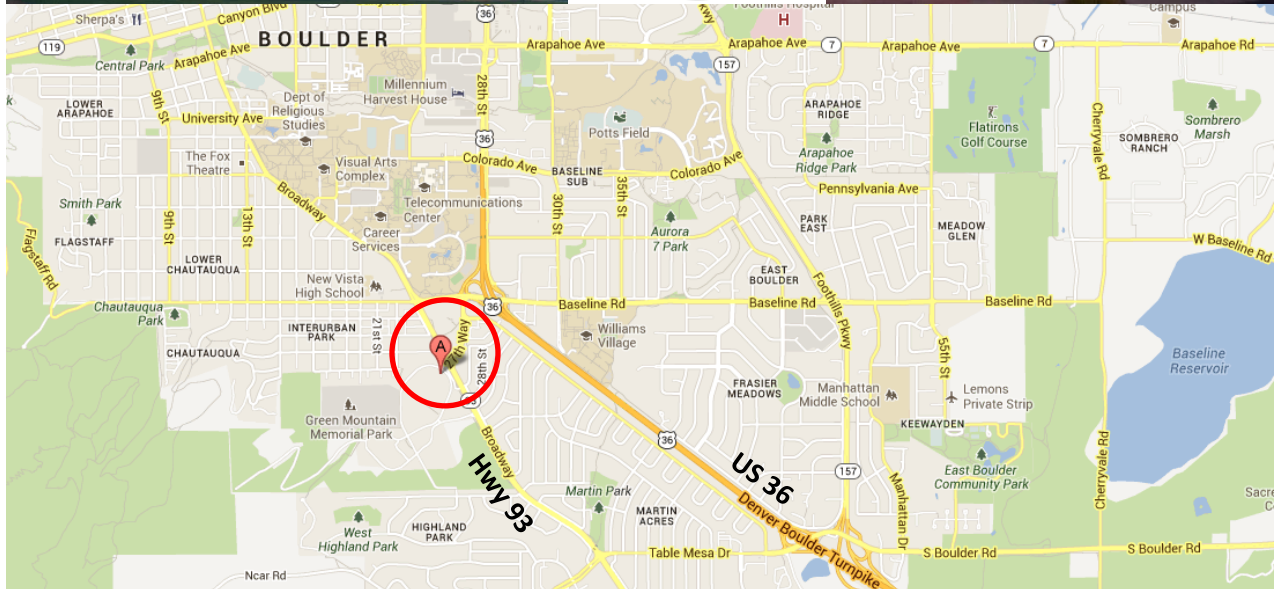 Sherpa's
Canyon Blvd
36
Pkwy
Foothills Hospital
H
Campus
119
BOULDER
Arapahoe Ave
Arapahoe Ave
7
Arapahoe Ave
7
Arapahoe Rd
Central Park
Arapahoe Ave
157
28th St
Millennium
Harvest House
9th St
LOWER
ARAPAHOE
Dept of
Religious
Studies
University Ave
Potts Field
ARAPAHOE
RIDGE
Flatirons
Golf Course
Cherryvale Rd
Sombrero
Marsh
SOMBRERO
RANCH
36
The Fox
Theatre
Visual Arts
Complex
Colorado Ave
BASELINE
SUB
Colorado Ave
Arapahoe
Ridge Park
Broadway
Telecommunications
Center
30th St
35th St
Pennsylvania Ave
Smith Park
9th St
13th St
Career
Services
Aurora
7 Park
PARK
EAST
MEADOW
GLEN
Flagstaff Rd
FLAGSTAFF
W Baseline Rd
LOWER
CHAUTAUQUA
New Vista
High School
EAST
BOULDER
Foothills Pkwy
Chautauqua
Park
36
Baseline Rd
Baseline Rd
Baseline Rd
INTERURBAN
PARK
21st St
A
27th Way
28th St
Williams
Village
CHAUTAUQUA
55th St
Baseline
Reservoir
FRASIER
MEADOWS
Manhattan
Middle School
Lemons
Private Strip
93
Green Mountain
Memorial Park
KEEWAYDEN
Broadway
36
Cherryvale Rd
Hwy 93
US 36
157
East Boulder
Community Park
Manhattan Dr
Martin Park
MARTIN
ACRES
Denver Boulder Turnpike
Sacre
West
Highland Park
HIGHLAND
PARK
Table Mesa Dr
S Boulder Rd
S Boulder Rd
Ncar Rd